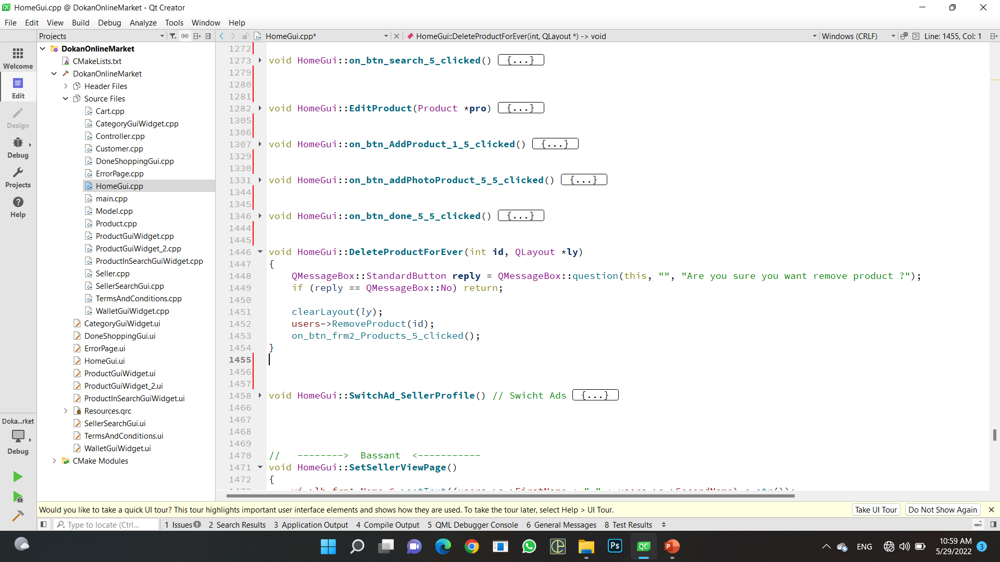 HomeGui.cpp @ DokanOnlineMarket - Qt Creator
File Edit View Build Debug Analyze Tools Window Help
Projects
HomeGui.cpp*
HomeGui::DeleteProductForEver(int, QLayout *) -> void
Windows (CRLF)
Line: 1455, Col: 1
Welcome
Edit
Design
Debug
Projects
Help
Doka...rket
Debug
DokanOnlineMarket
CMakeLists.txt
DokanOnlineMarket
Header Files
Source Files
Cart.cpp
CategoryGuiWidget.cpp
Controller.cpp
Customer.cpp
DoneShoppingGui.cpp
ErrorPage.cpp
HomeGui.cpp
main.cpp
Model.cpp
Product.cpp
ProductGuiWidget.cpp
ProductGuiWidget_2.cpp
ProductInSearchGuiWidget.cpp
Seller.cpp
SellerSearchGui.cpp
TermsAndConditions.cpp
WalletGuiWidget.cpp
CategoryGuiWidget.ui
DoneShoppingGui.ui
ErrorPage.ui
HomeGui.ui
ProductGuiWidget.ui
ProductGuiWidget_2.ui
ProductInSearchGuiWidget.ui
Resources.qrc
SellerSearchGui.ui
TermsAndConditions.ui
WalletGuiWidget.ui
CMake Modules
1272
1273 void HomeGui::on_btn_search_5_clicked() {...}
1279
1280
1281
1282 void HomeGui::EditProduct(Product *pro) {...}
1305
1306
1307 void HomeGui::on_btn_AddProduct_1_5_clicked() {...}
1329
1330
1331 void HomeGui::on_btn_addPhotoProduct_5_5_clicked() {...}
1344
1345
1346 void HomeGui::on_btn_done_5_5_clicked() {...}
1444
1445
1446 void HomeGui::DeleteProductForEver(int id, QLayout *ly)
1447 {
1448 QMessageBox::StandardButton reply = QMessageBox::question(this, "", "Are you sure you want remove product ?");
1449 if (reply == QMessageBox::No) return;
1450
1451 clearLayout(ly);
1452 users->RemoveProduct(id);
1453 on_btn_frm2_Products_5_clicked();
1454 }
1455
1456
1457
1458 void HomeGui::SwitchAd_SellerProfile() // Swicht Ads {...}
1466
1467
1468
1469
1470 // --------> Bassant <-----------
1471 void HomeGui::SetSellerViewPage()
1472 {
Would you like to take a quick UI tour? This tour highlights important user interface elements and shows how they are used. To take the tour later, select Help > UI Tour.
Take UI Tour
Do Not Show Again
Type to locate (Ctrl...
1 Issues 1
2 Search Results
3 Application Output
4 Compile Output
5 QML Debugger Console
6 General Messages
8 Test Results
Ps
QC
P
ENG
10:59 AM
5/29/2022
3